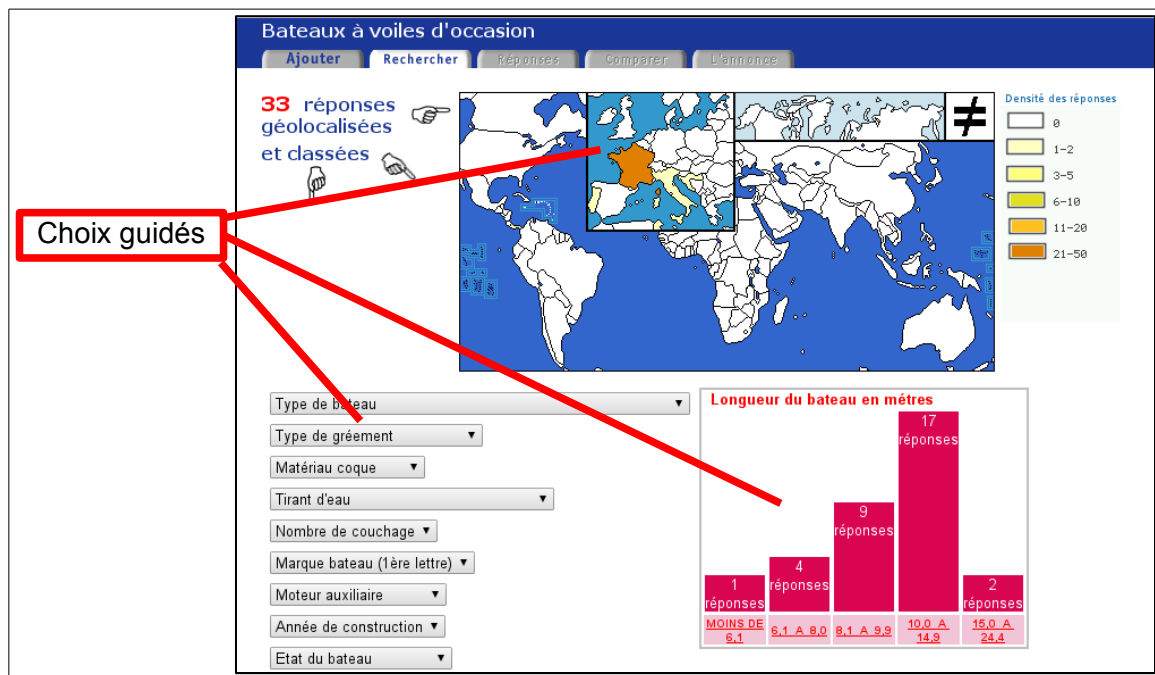 Bateaux à voiles d'occasion
Ajouter Rechercher Réponses Comparer L'annonce
33 réponses
géolocalisées
et classées
≠
Densité des réponses
0
1-2
3-5
6-10
11-20
21-50
Choix guidés
Type de bateau
Type de gréement
Matériau coque
Tirant d'eau
Nombre de couchage
Marque bateau (1ère lettre)
Moteur auxiliaire
Année de construction
Etat du bateau
Longueur du bateau en métres
1
réponses
4
réponses
9
réponses
17
réponses
2
réponses
MOINS DE
6,1
6,1 A 8,0
8,1 A 9,9
10,0 A
14,9
15,0 A
24,4